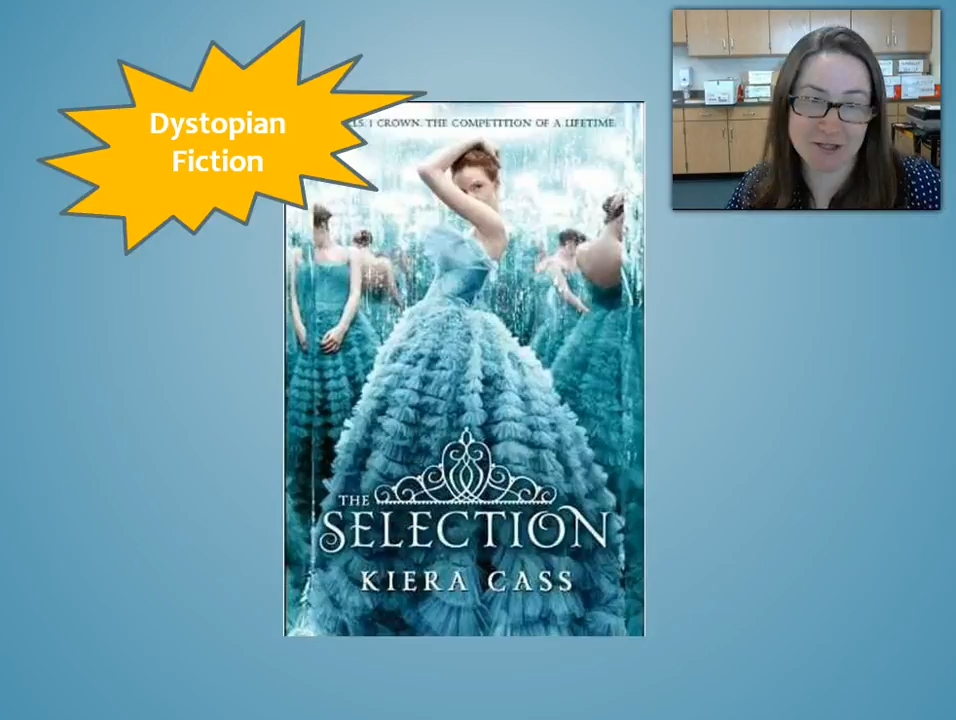 Dystopian
Fiction
1 CROWN. THE COMPETITION OF A LIFETIME.
THE
SELECTION
KIERA CASS